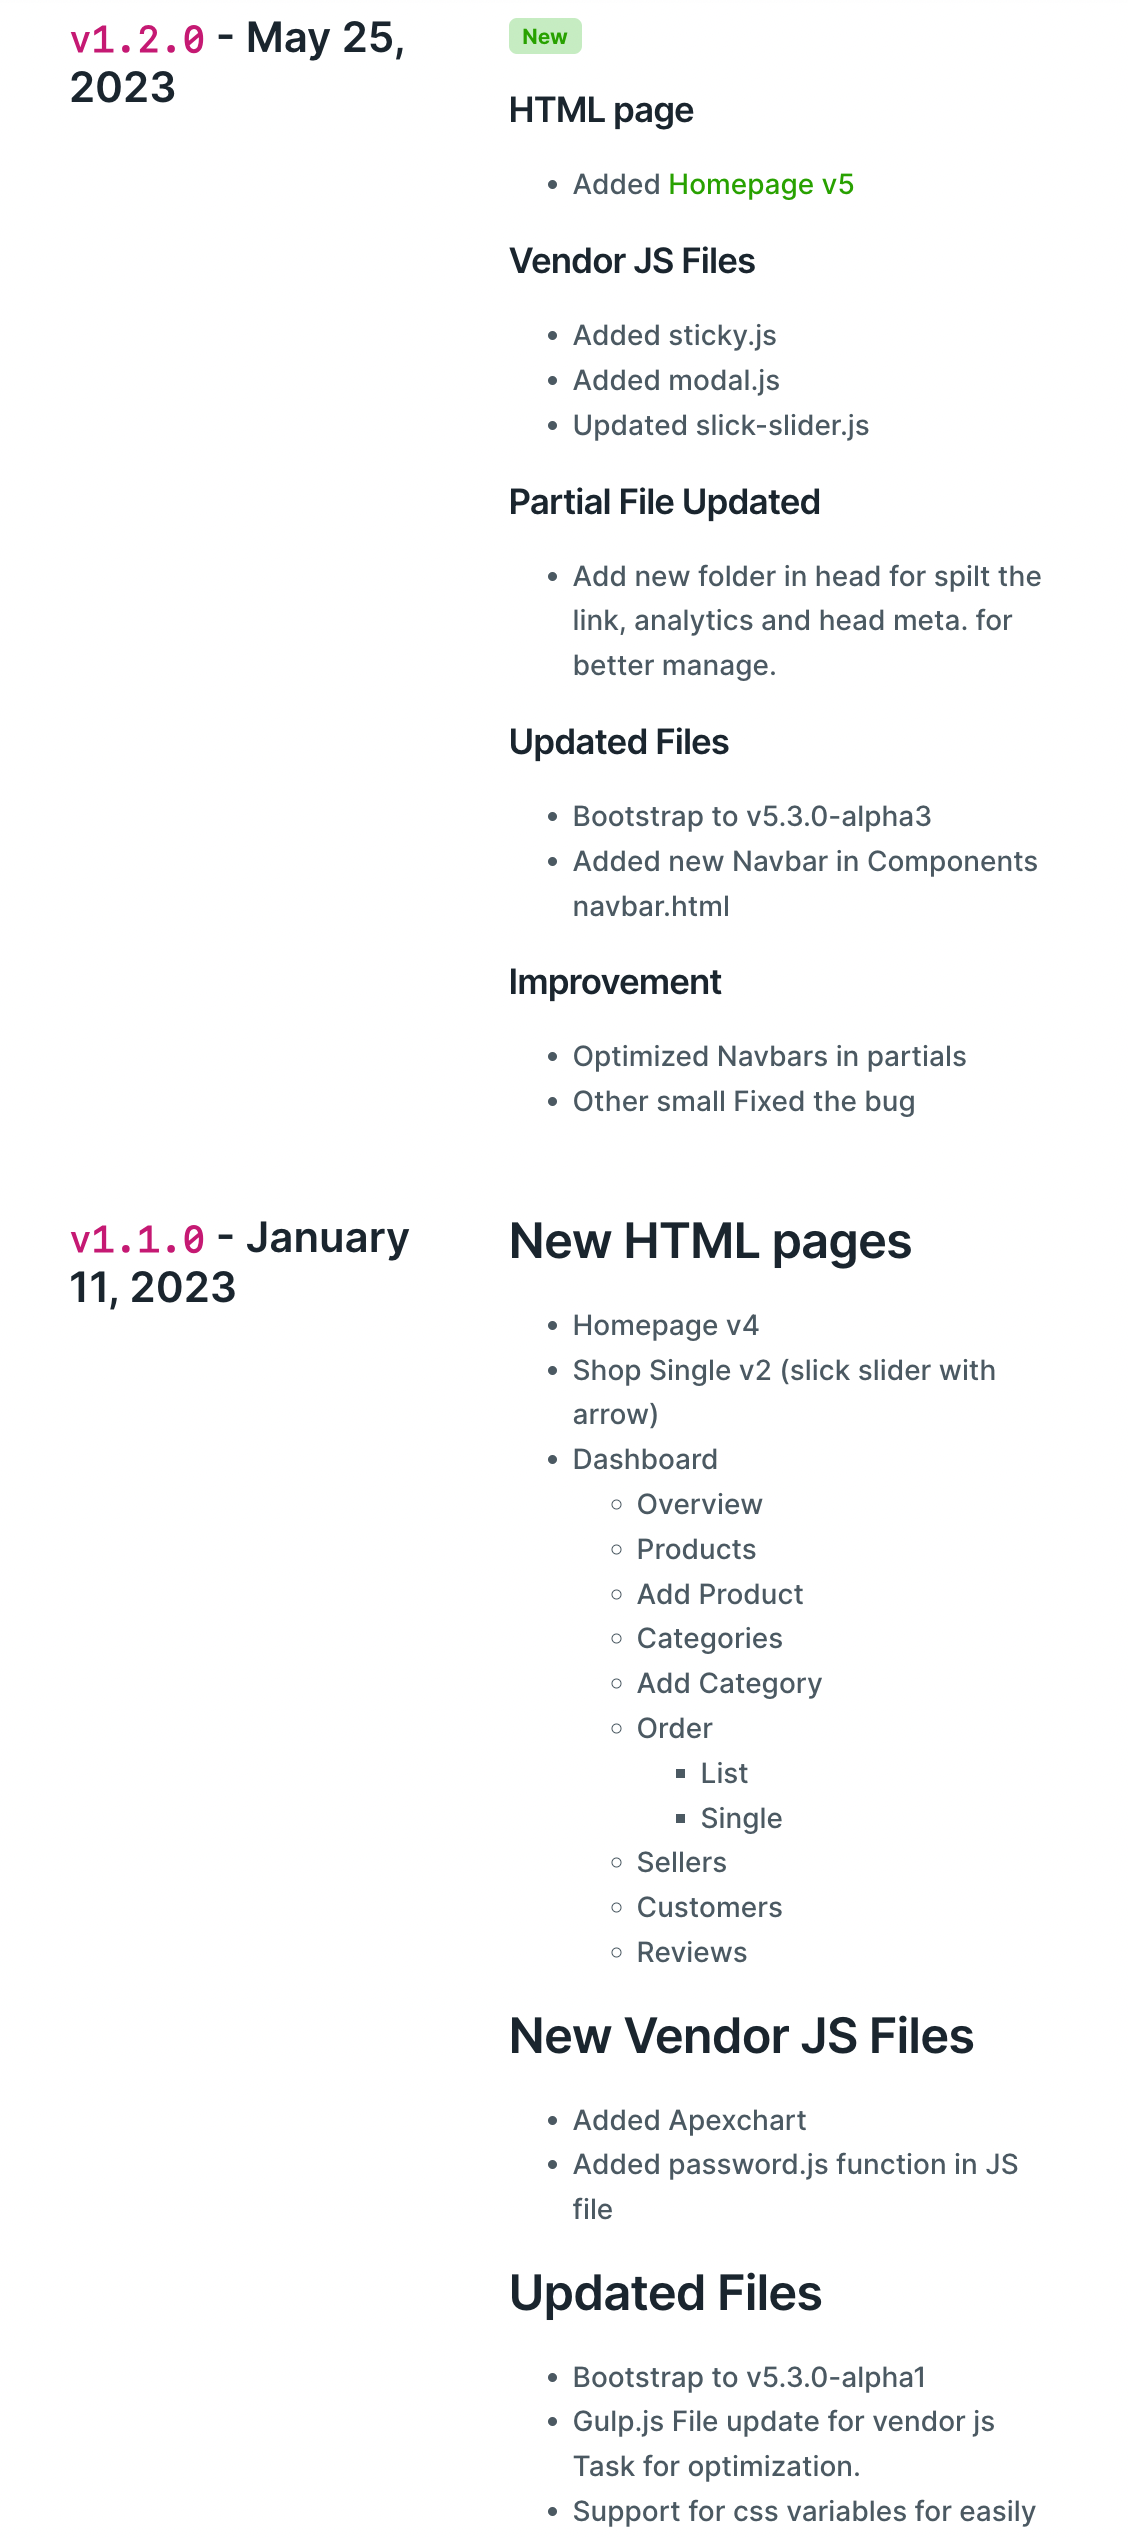 v1.2.0 - May 25,
2023
New
HTML page
Added Homepage v5
Vendor JS Files
Added sticky.js
Added modal.js
Updated slick-slider.js
Partial File Updated
Add new folder in head for spilt the
link, analytics and head meta. for
better manage.
Updated Files
Bootstrap to v5.3.0-alpha3
Added new Navbar in Components
navbar.html
Improvement
Optimized Navbars in partials
Other small Fixed the bug
v1.1.0 - January
11, 2023
New HTML pages
Homepage v4
Shop Single v2 (slick slider with
arrow)
Dashboard
Overview
Products
Add Product
Categories
Add Category
Order
List
Single
Sellers
Customers
Reviews
New Vendor JS Files
Added Apexchart
Added password.js function in JS
file
Updated Files
Bootstrap to v5.3.0-alpha1
Gulp.js File update for vendor js
Task for optimization.
Support for css variables for easily